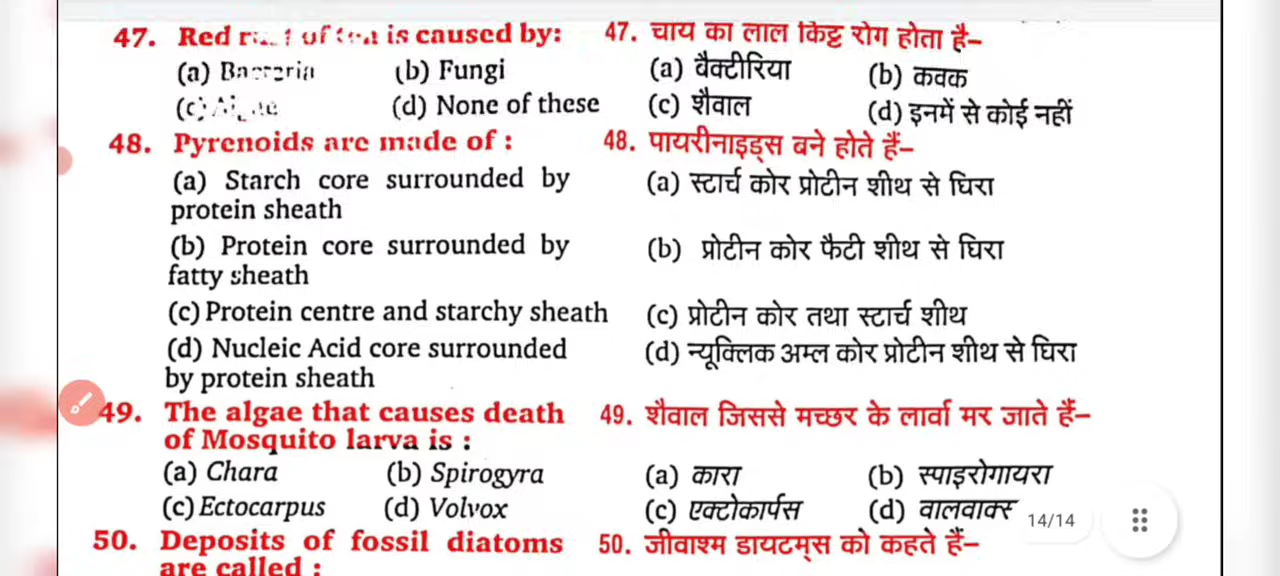 47. Red of is caused by:
(a) (b) Fungi
(c) (d) None of these
48. Pyrenoids are made of :
(a) Starch core surrounded by
protein sheath
(b) Protein core surrounded by
fatty sheath
(c) Protein centre and starchy sheath
(d) Nucleic Acid core surrounded
by protein sheath
49. The algae that causes death
of Mosquito larva is :
(a) Chara (b) Spirogyra
(c) Ectocarpus (d) Volvox
50. Deposits of fossil diatoms
are called :
47. चाय का लाल किट्ट रोग होता है–
(a) वैक्टीरिया (b) कवक
(c) शैवाल (d) इनमें से कोई नहीं
48. पायरीनाइड्स बने होते हैं–
(a) स्टार्च कोर प्रोटीन शीथ से घिरा
(b) प्रोटीन कोर फैटी शीथ से घिरा
(c) प्रोटीन कोर तथा स्टार्च शीथ
(d) न्यूक्लिक अम्ल कोर प्रोटीन शीथ से घिरा
49. शैवाल जिससे मच्छर के लार्वा मर जाते हैं–
(a) कारा (b) स्पाइरोगायरा
(c) एक्टोकार्पस (d) वालवाक्स
50. जीवाश्म डायटम्स को कहते हैं–
14/14